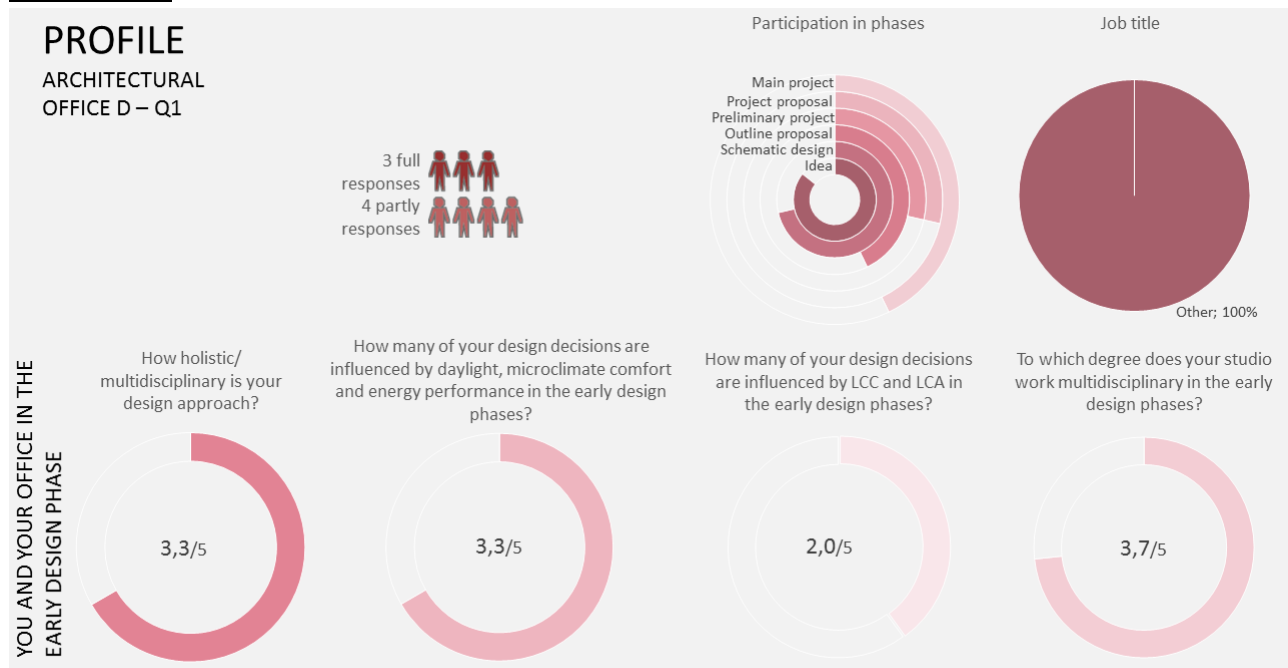 PROFILE
ARCHITECTURAL
OFFICE D – Q1
3 full
responses
4 partly
responses
Participation in phases
Main project
Project proposal
Preliminary project
Outline proposal
Schematic design
Idea
Job title
Other; 100%
YOU AND YOUR OFFICE IN THE
EARLY DESIGN PHASE
How holistic/
multidisciplinary is your
design approach?
3,3/5
How many of your design decisions are
influenced by daylight, microclimate comfort
and energy performance in the early design
phases?
3,3/5
How many of your design decisions
are influenced by LCC and LCA in
the early design phases?
2,0/5
To which degree does your studio
work multidisciplinary in the early
design phases?
3,7/5